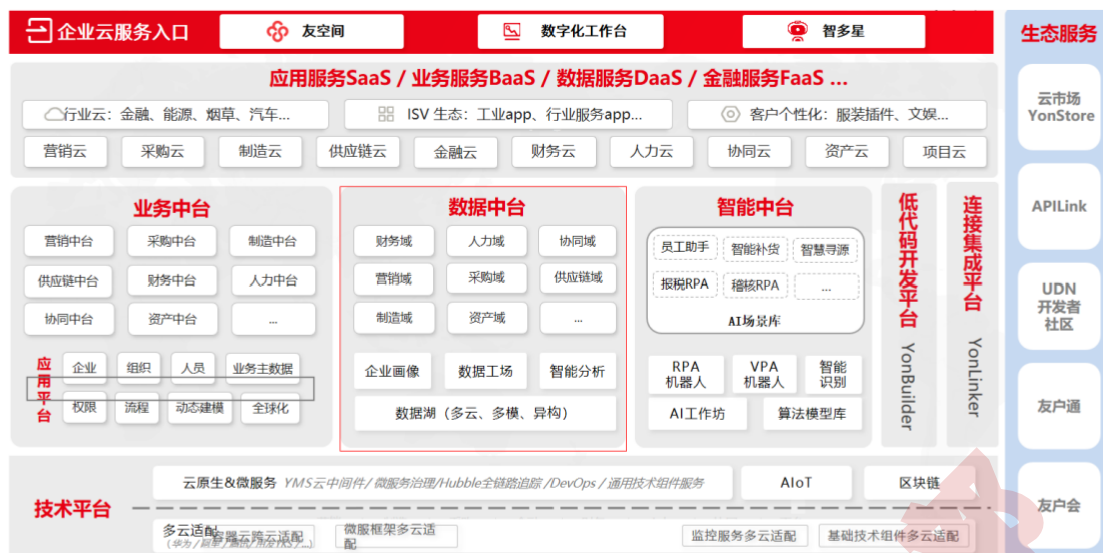 企业云服务入口
友空间
数字化工作台
智多星
应用服务SaaS / 业务服务BaaS / 数据服务DaaS / 金融服务FaaS ...
行业云：金融、能源、烟草、汽车...
ISV 生态：工业app、行业服务app...
客户个性化：服装插件、文娱...
营销云
采购云
制造云
供应链云
金融云
财务云
人力云
协同云
资产云
项目云
业务中台
营销中台
采购中台
制造中台
供应链中台
财务中台
人力中台
协同中台
资产中台
...
应用平台
企业
组织
人员
业务主数据
权限
流程
动态建模
全球化
数据中台
财务域
人力域
协同域
营销域
采购域
供应链域
制造域
资产域
...
企业画像
数据工场
智能分析
数据湖（多云、多模、异构）
智能中台
员工助手
智能补货
智慧寻源
报税RPA
稽核RPA
...
AI场景库
RPA
机器人
VPA
机器人
智能
识别
AI工作坊
算法模型库
低代码开发平台
YonBuilder
连接集成平台
YonLinker
技术平台
云原生&微服务 YMS云中间件/ 微服务治理/Hubble全链路追踪 /DevOps / 通用技术组件服务
AIoT
区块链
多云适配
容器云跨云适配
微服框架多云适
配
监控服务多云适配
基础技术组件多云适配
生态服务
云市场
YonStore
APILink
UDN
开发者
社区
友户通
友户会